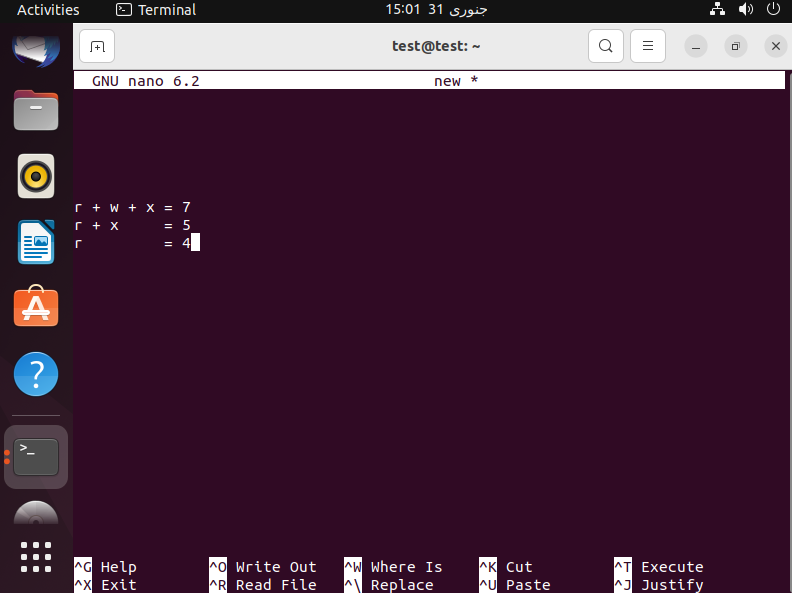 Activities Terminal 15:01 31 جنوری
test@test: ~
GNU nano 6.2 new *
r + w + x = 7
r + x     = 5
r         = 4
^G Help ^O Write Out ^W Where Is ^K Cut ^T Execute
^X Exit ^R Read File ^\ Replace ^U Paste ^J Justify